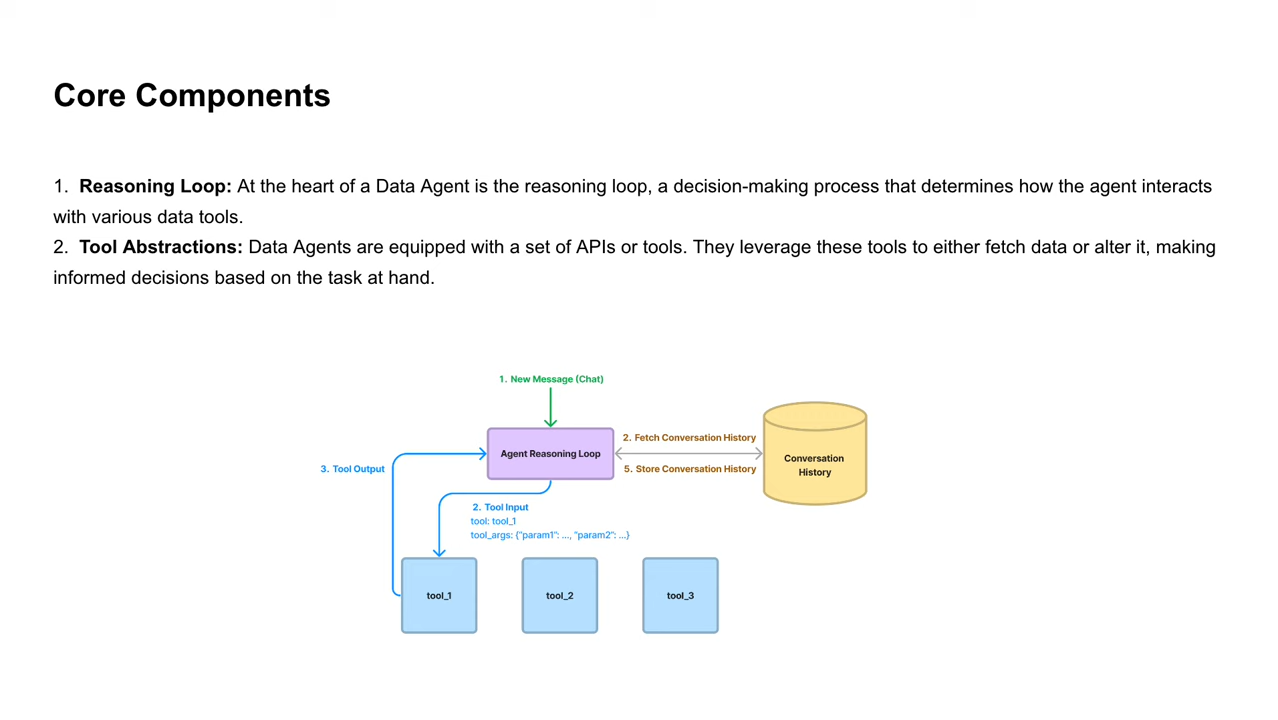 Core Components
1. Reasoning Loop: At the heart of a Data Agent is the reasoning loop, a decision-making process that determines how the agent interacts
with various data tools.
2. Tool Abstractions: Data Agents are equipped with a set of APIs or tools. They leverage these tools to either fetch data or alter it, making
informed decisions based on the task at hand.
1. New Message (Chat)
2. Fetch Conversation History
Agent Reasoning Loop
Conversation
History
3. Tool Output
5. Store Conversation History
2. Tool Input
tool: tool_1
tool_args: {"param1": ..., "param2": ...}
tool_1
tool_2
tool_3